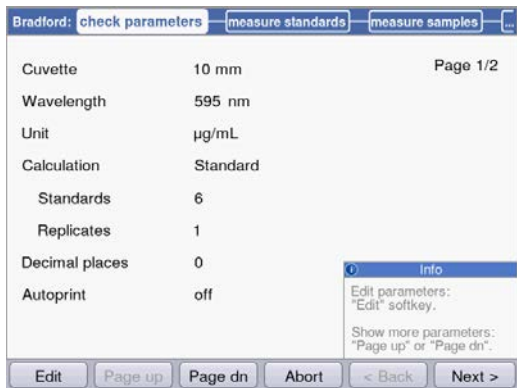 Bradford: check parameters measure standards measure samples ...
Page 1/2
Cuvette 10 mm
Wavelength 595 nm
Unit µg/mL
Calculation Standard
Standards 6
Replicates 1
Decimal places 0
Autoprint off
Info
Edit parameters:
"Edit" softkey.
Show more parameters:
"Page up" or "Page dn".
Edit Page up Page dn Abort < Back Next >